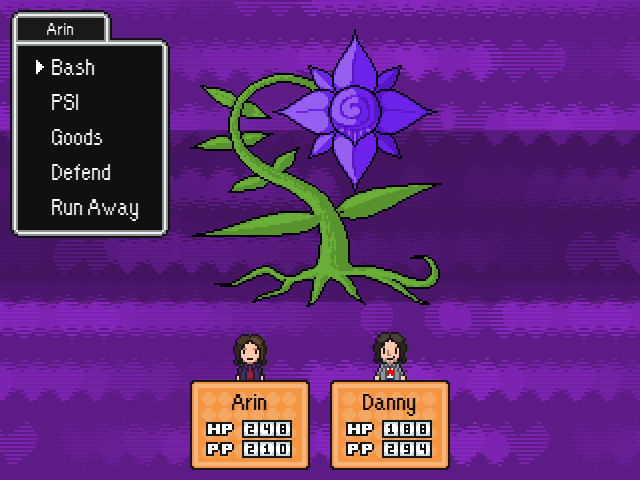 Arin
Bash
PSI
Goods
Defend
Run Away
Arin
HP 248
PP 210
Danny
HP 188
PP 294